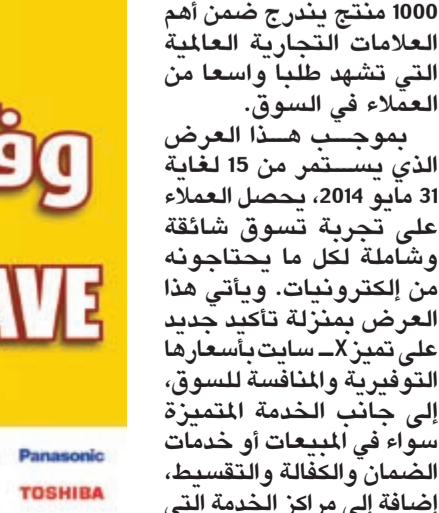 1000 منتج يندرج ضمن أهم
العلامات التجارية العالمية
التي تشهد طلبا واسعا من
العملاء في السوق.
بموجب هذا العرض
الذي يستمر من 15 لغاية
31 مايو 2014، يحصل العملاء
على تجربة تسوق شائقة
وشاملة لكل ما يحتاجونه
من إلكترونيات. ويأتي هذا
العرض بمنزلة تأكيد جديد
على تميز X_ سايت بأسعارها
التوفيرية والمنافسة للسوق،
إلى جانب الخدمة المتميزة
سواء في المبيعات أو خدمات
الضمان والكفالة والتقسيط،
إضافة إلى مراكز الخدمة التي
Panasonic
TOSHIBA